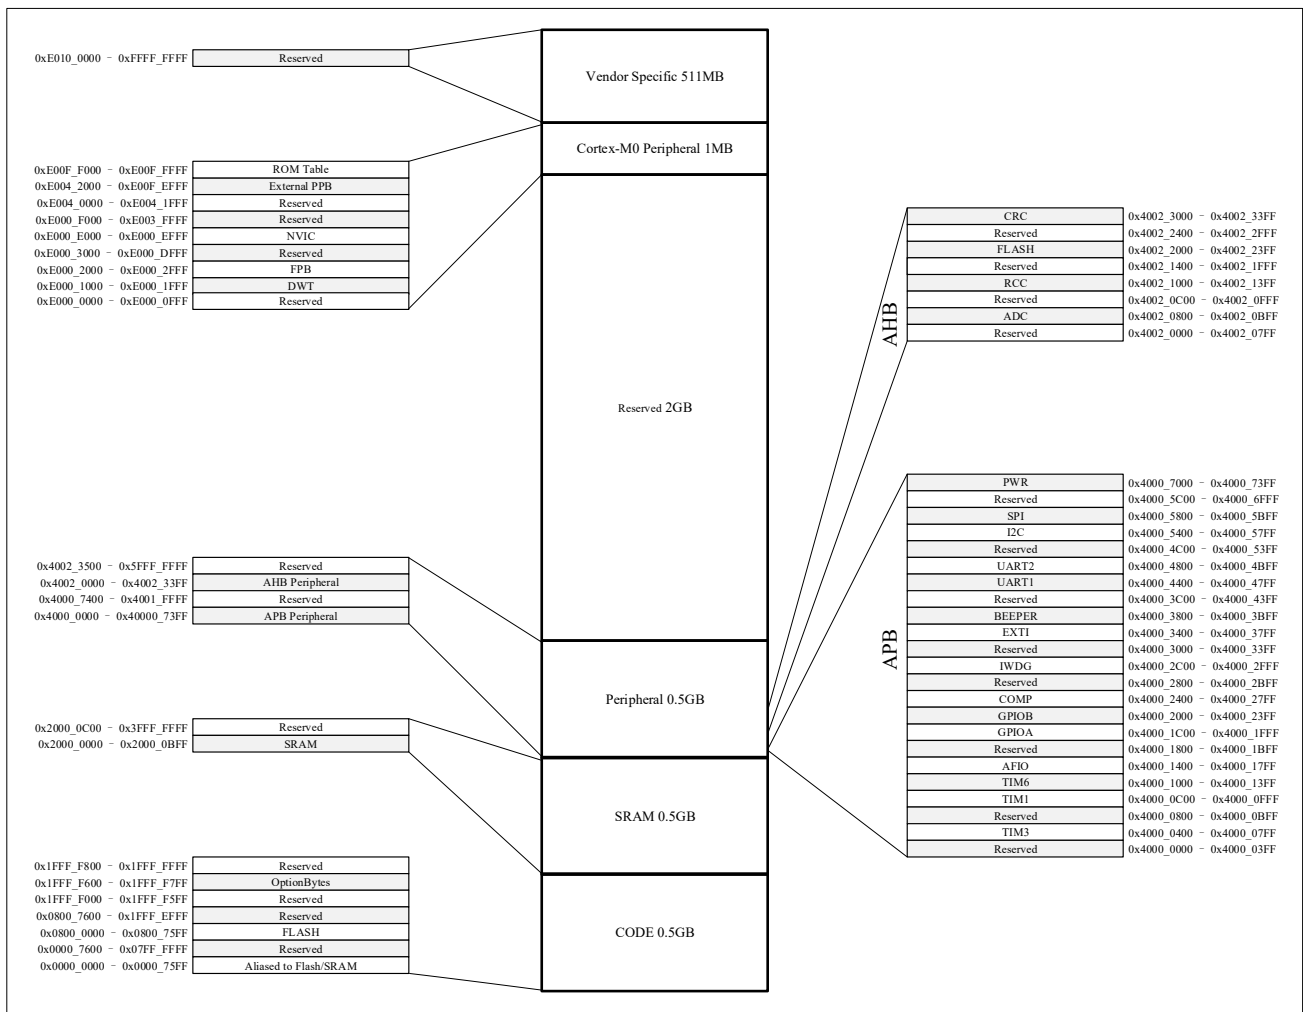 0xE010_0000 - 0xFFFF_FFFF Reserved
Vendor Specific 511MB
Cortex-M0 Peripheral 1MB
0xE00F_F000 - 0xE00F_FFFF ROM Table
0xE004_2000 - 0xE00F_EFFF External PPB
0xE004_0000 - 0xE004_1FFF Reserved
0xE000_F000 - 0xE003_FFFF Reserved
0xE000_E000 - 0xE000_EFFF NVIC
0xE000_3000 - 0xE000_DFFF Reserved
0xE000_2000 - 0xE000_2FFF FPB
0xE000_1000 - 0xE000_1FFF DWT
0xE000_0000 - 0xE000_0FFF Reserved
Reserved 2GB
0x4002_3500 - 0x5FFF_FFFF Reserved
0x4002_0000 - 0x4002_33FF AHB Peripheral
0x4000_7400 - 0x4001_FFFF Reserved
0x4000_0000 - 0x40000_73FF APB Peripheral
Peripheral 0.5GB
0x2000_0C00 - 0x3FFF_FFFF Reserved
0x2000_0000 - 0x2000_0BFF SRAM
SRAM 0.5GB
0x1FFF_F800 - 0x1FFF_FFFF Reserved
0x1FFF_F600 - 0x1FFF_F7FF OptionBytes
0x1FFF_F000 - 0x1FFF_F5FF Reserved
0x0800_7600 - 0x1FFF_EFFF Reserved
0x0800_0000 - 0x0800_75FF FLASH
0x0000_7600 - 0x07FF_FFFF Reserved
0x0000_0000 - 0x0000_75FF Aliased to Flash/SRAM
CODE 0.5GB
AHB
CRC 0x4002_3000 - 0x4002_33FF
Reserved 0x4002_2400 - 0x4002_2FFF
FLASH 0x4002_2000 - 0x4002_23FF
Reserved 0x4002_1400 - 0x4002_1FFF
RCC 0x4002_1000 - 0x4002_13FF
Reserved 0x4002_0C00 - 0x4002_0FFF
ADC 0x4002_0800 - 0x4002_0BFF
Reserved 0x4002_0000 - 0x4002_07FF
APB
PWR 0x4000_7000 - 0x4000_73FF
Reserved 0x4000_5C00 - 0x4000_6FFF
SPI 0x4000_5800 - 0x4000_5BFF
I2C 0x4000_5400 - 0x4000_57FF
Reserved 0x4000_4C00 - 0x4000_53FF
UART2 0x4000_4800 - 0x4000_4BFF
UART1 0x4000_4400 - 0x4000_47FF
Reserved 0x4000_3C00 - 0x4000_43FF
BEEPER 0x4000_3800 - 0x4000_3BFF
EXTI 0x4000_3400 - 0x4000_37FF
Reserved 0x4000_3000 - 0x4000_33FF
IWDG 0x4000_2C00 - 0x4000_2FFF
Reserved 0x4000_2800 - 0x4000_2BFF
COMP 0x4000_2400 - 0x4000_27FF
GPIOB 0x4000_2000 - 0x4000_23FF
GPIOA 0x4000_1C00 - 0x4000_1FFF
Reserved 0x4000_1800 - 0x4000_1BFF
AFIO 0x4000_1400 - 0x4000_17FF
TIM6 0x4000_1000 - 0x4000_13FF
TIM1 0x4000_0C00 - 0x4000_0FFF
Reserved 0x4000_0800 - 0x4000_0BFF
TIM3 0x4000_0400 - 0x4000_07FF
Reserved 0x4000_0000 - 0x4000_03FF